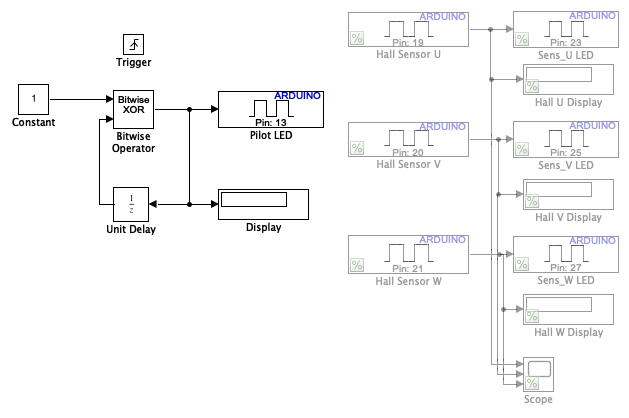 Trigger
1
Constant
Bitwise
XOR
Bitwise
Operator
ARDUINO
Pin: 13
Pilot LED
1
z
Unit Delay
Display
ARDUINO
%
Pin: 19
Hall Sensor U
ARDUINO
%
Pin: 23
Sens_U LED
%
Hall U Display
ARDUINO
%
Pin: 20
Hall Sensor V
ARDUINO
%
Pin: 25
Sens_V LED
%
Hall V Display
ARDUINO
%
Pin: 21
Hall Sensor W
ARDUINO
%
Pin: 27
Sens_W LED
%
Hall W Display
%
Scope